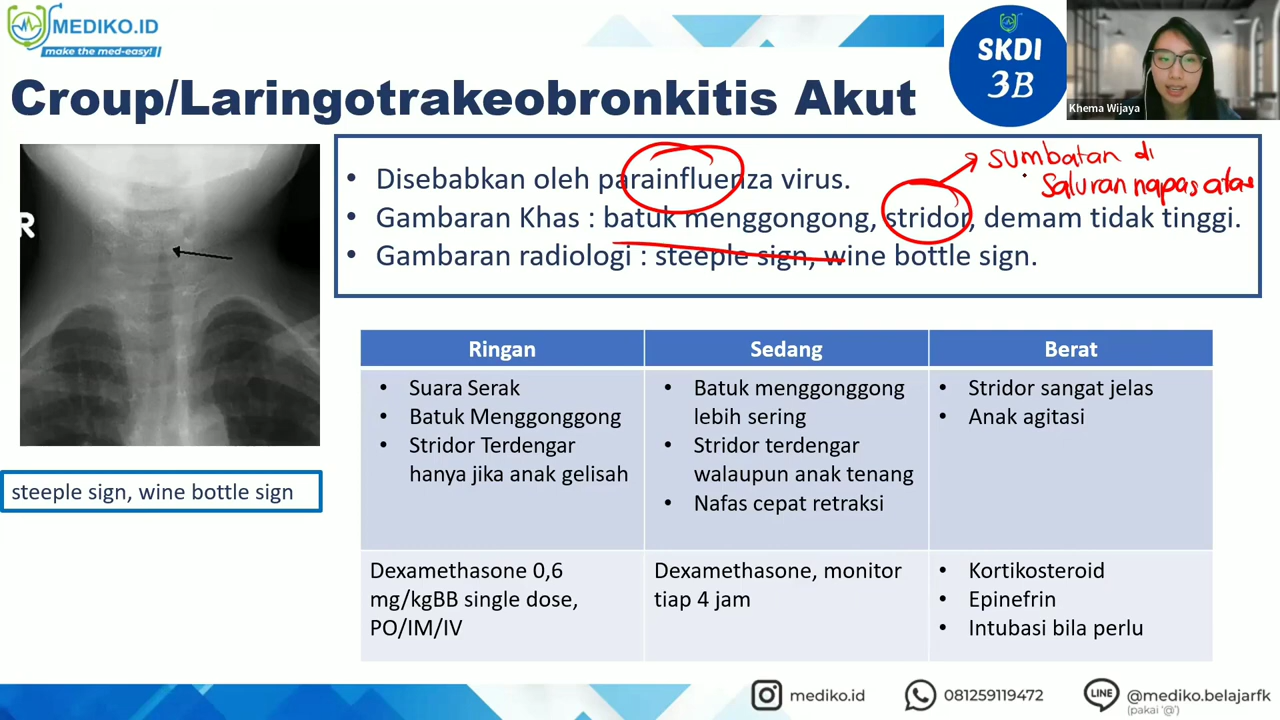 MEDIKO.ID
make the med-easy!
SKDI
3B
Khema Wijaya
Croup/Laringotrakeobronkitis Akut
R
sumbatan di
saluran napas atas
• Disebabkan oleh parainfluenza virus.
• Gambaran Khas : batuk menggongong, stridor, demam tidak tinggi.
• Gambaran radiologi : steeple sign, wine bottle sign.
steeple sign, wine bottle sign
Ringan
• Suara Serak
• Batuk Menggonggong
• Stridor Terdengar
hanya jika anak gelisah
Dexamethasone 0,6
mg/kgBB single dose,
PO/IM/IV
Sedang
• Batuk menggonggong
lebih sering
• Stridor terdengar
walaupun anak tenang
• Nafas cepat retraksi
Dexamethasone, monitor
tiap 4 jam
Berat
• Stridor sangat jelas
• Anak agitasi
• Kortikosteroid
• Epinefrin
• Intubasi bila perlu
mediko.id
081259119472
LINE
@mediko.belajarfk
(pakai '@')